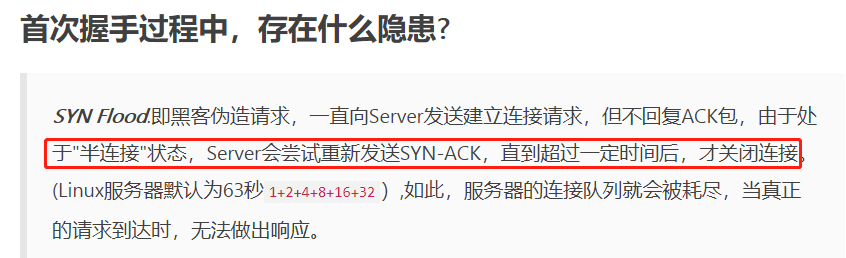 首次握手过程中，存在什么隐患?
SYN Flood.即黑客伪造请求，一直向Server发送建立连接请求，但不回复ACK包，由于处
于"半连接"状态，Server会尝试重新发送SYN-ACK，直到超过一定时间后，才关闭连接。
(Linux服务器默认为63秒 1+2+4+8+16+32 ）,如此，服务器的连接队列就会被耗尽，当真正
的请求到达时，无法做出响应。